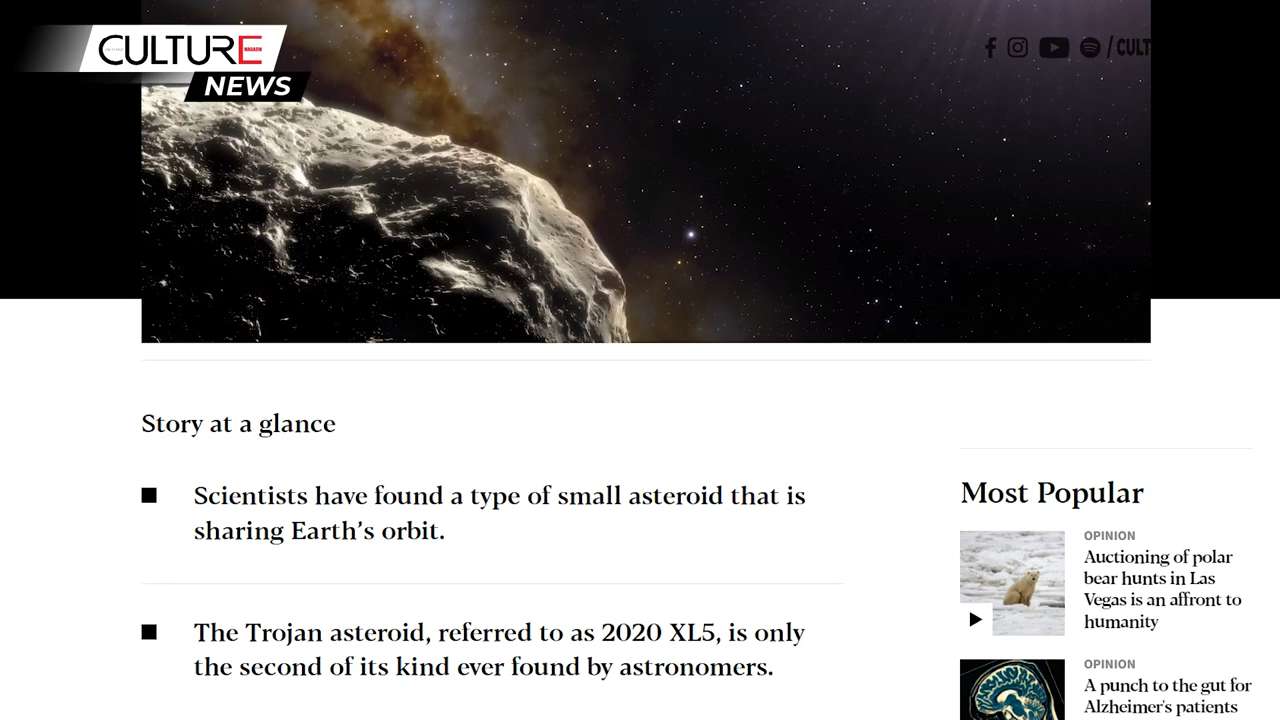 CULTURE
MAGAZIN
NEWS
/CULT
Story at a glance
Scientists have found a type of small asteroid that is
sharing Earth’s orbit.
The Trojan asteroid, referred to as 2020 XL5, is only
the second of its kind ever found by astronomers.
Most Popular
OPINION
Auctioning of polar
bear hunts in Las
Vegas is an affront to
humanity
OPINION
A punch to the gut for
Alzheimer's patients